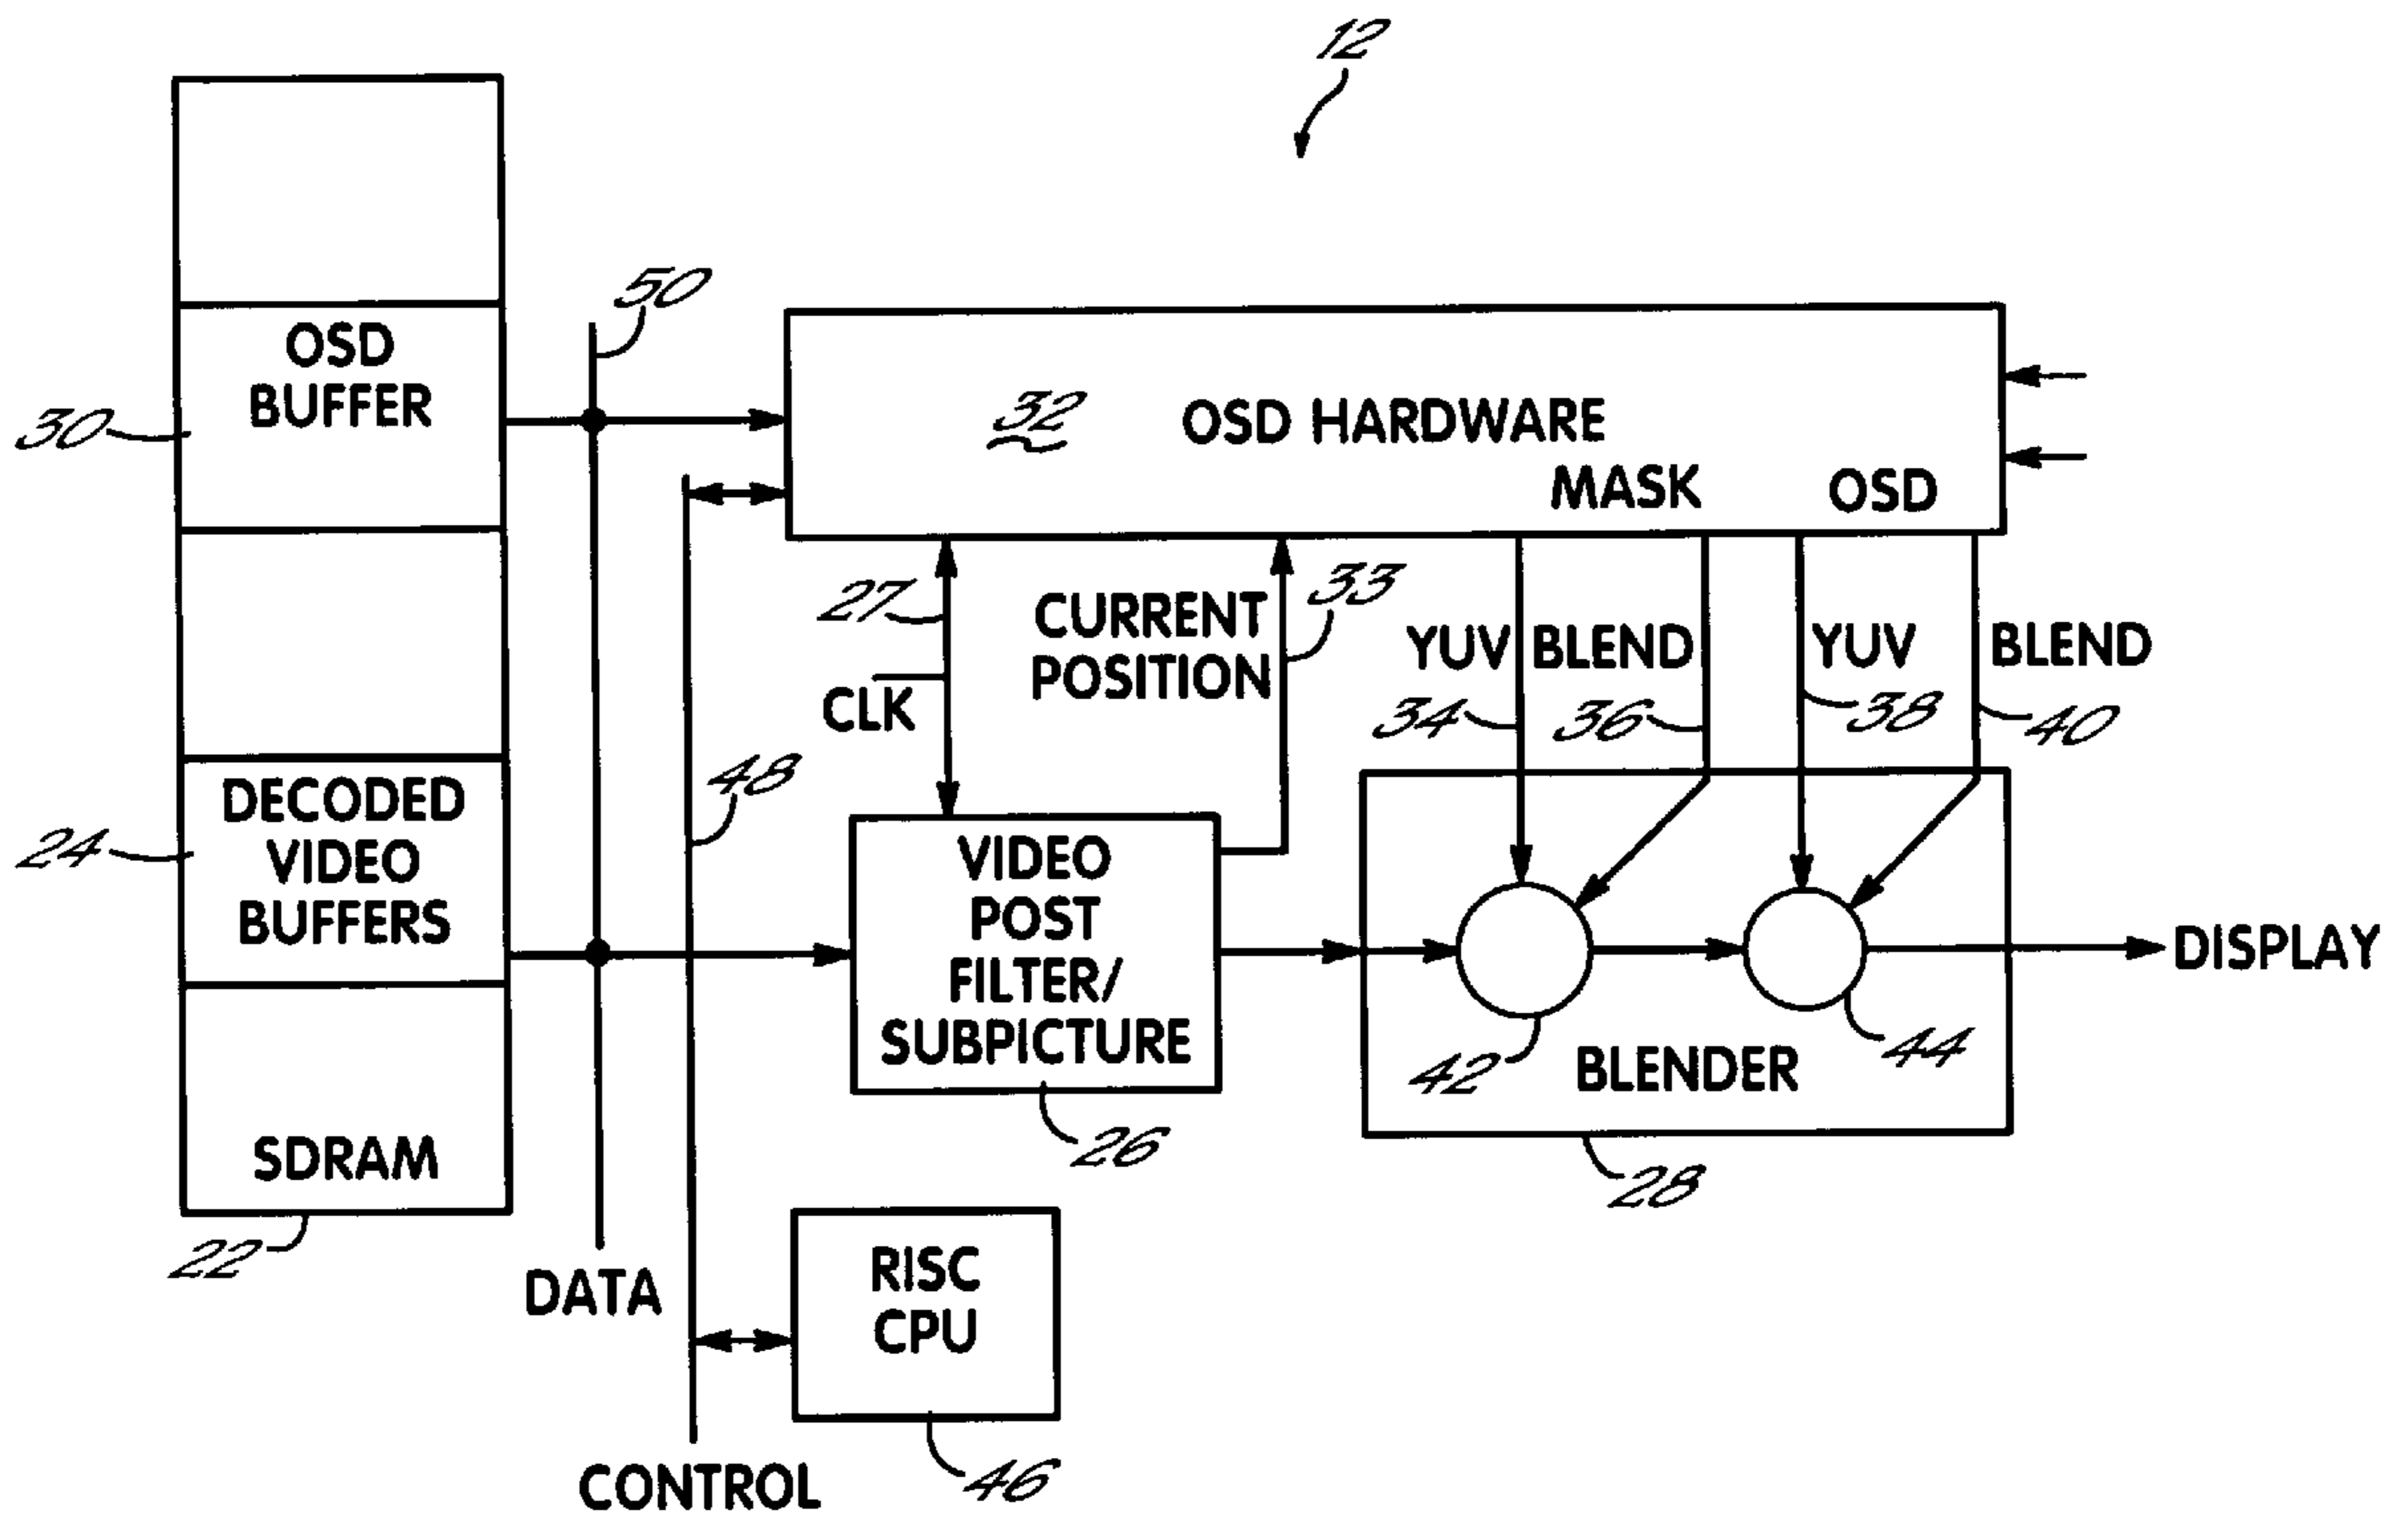 12
50
OSD
BUFFER
30
32
OSD HARDWARE
MASK OSD
27
CURRENT
POSITION
33
YUV BLEND YUV BLEND
CLK
34 36 38 40
48
DECODED
VIDEO
BUFFERS
24
VIDEO
POST
FILTER/
SUBPICTURE
DISPLAY
42 BLENDER 44
SDRAM
26
28
22
DATA
RISC
CPU
CONTROL
46